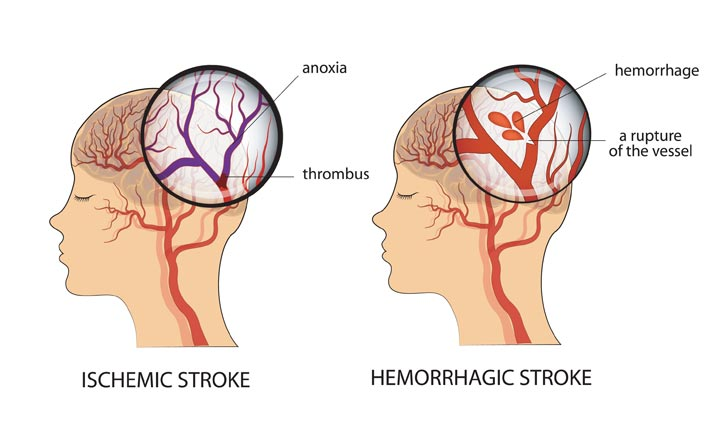 anoxia
thrombus
ISCHEMIC STROKE
hemorrhage
a rupture
of the vessel
HEMORRHAGIC STROKE